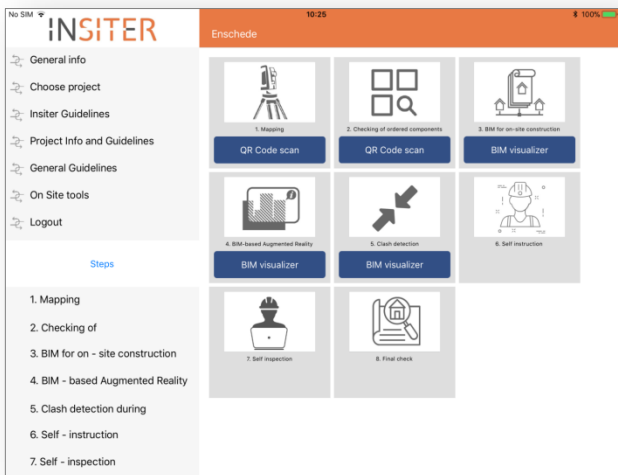 No SIM
10:25
100%
INSITER
Enschede
General info
Choose project
Insiter Guidelines
Project Info and Guidelines
General Guidelines
On Site tools
Logout
Steps
1. Mapping
2. Checking of
3. BIM for on - site construction
4. BIM - based Augmented Reality
5. Clash detection during
6. Self - instruction
7. Self - inspection
1. Mapping
QR Code scan
2. Checking of ordered components
QR Code scan
3. BIM for on-site construction
BIM visualizer
4. BIM-based Augmented Reality
BIM visualizer
5. Clash detection
BIM visualizer
6. Self instruction
7. Self inspection
8. Final check